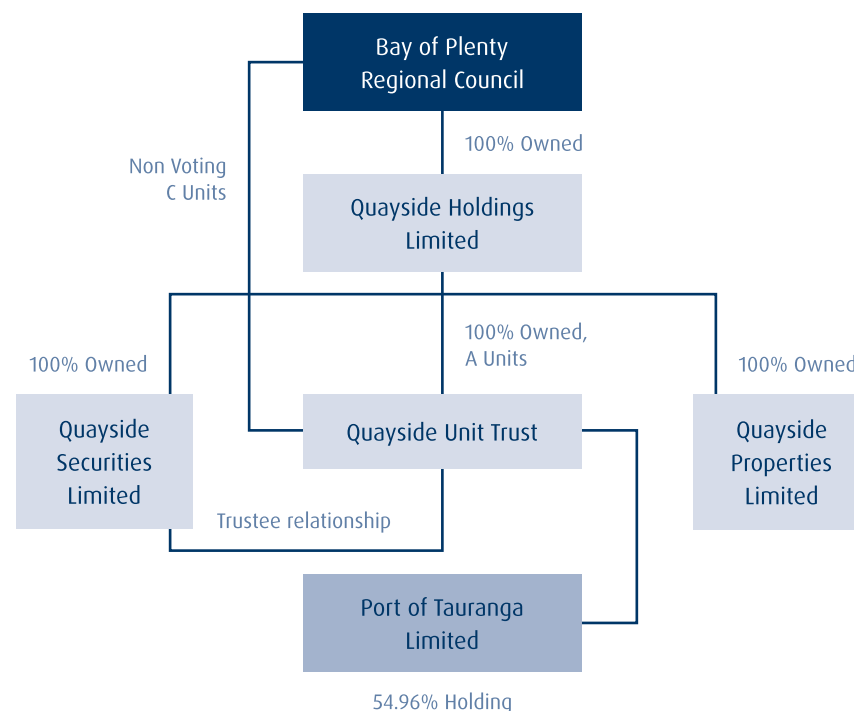 Bay of Plenty
Regional Council
100% Owned
Non Voting
C Units
Quayside Holdings
Limited
100% Owned,
A Units
100% Owned
100% Owned
Quayside
Securities
Limited
Quayside Unit Trust
Quayside
Properties
Limited
Trustee relationship
Port of Tauranga
Limited
54.96% Holding